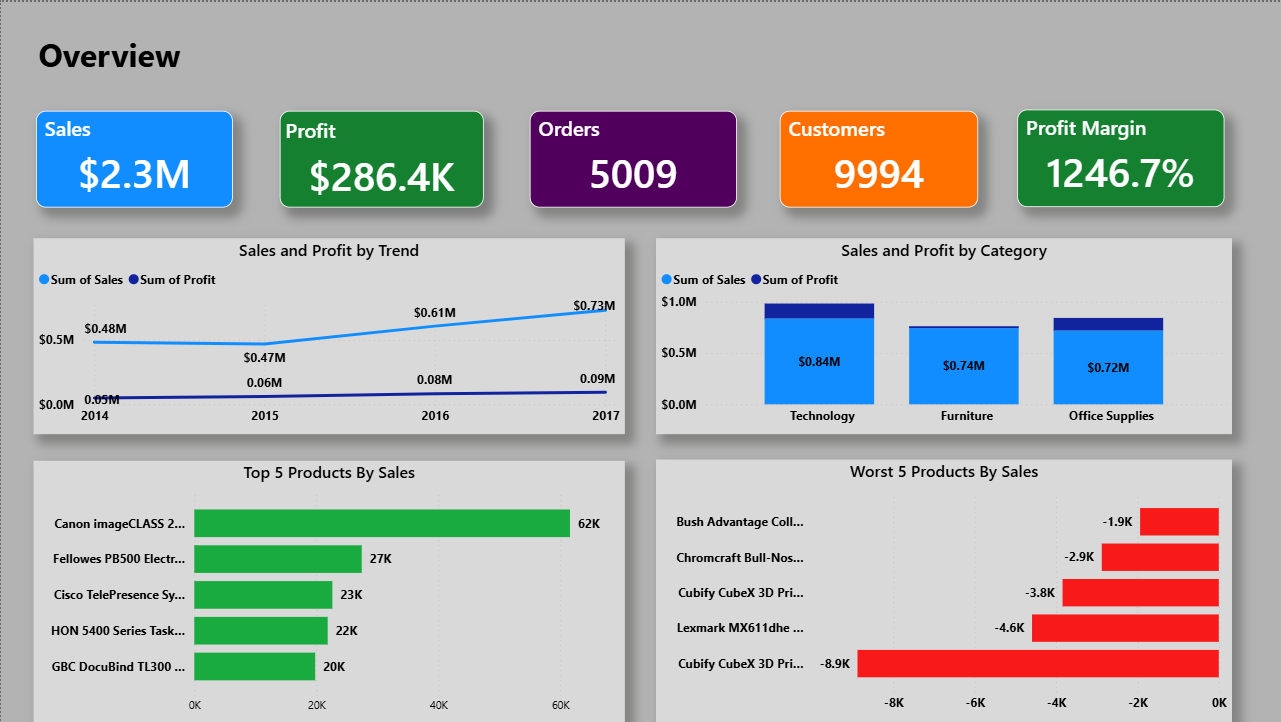 Overview
Sales
$2.3M
Profit
$286.4K
Orders
5009
Customers
9994
Profit Margin
1246.7%
Sales and Profit by Trend
Sum of Sales Sum of Profit
$0.73M
$0.61M
$0.48M
$0.5M
$0.47M
0.09M
0.08M
0.06M
0.05M
$0.0M
2014 2015 2016 2017
Sales and Profit by Category
Sum of Sales Sum of Profit
$1.0M
$0.5M
$0.84M $0.74M $0.72M
$0.0M
Technology Furniture Office Supplies
Top 5 Products By Sales
Canon imageCLASS 2... 62K
Fellowes PB500 Electr... 27K
Cisco TelePresence Sy... 23K
HON 5400 Series Task... 22K
GBC DocuBind TL300 ... 20K
0K 20K 40K 60K
Worst 5 Products By Sales
Bush Advantage Coll... -1.9K
Chromcraft Bull-Nos... -2.9K
Cubify CubeX 3D Pri... -3.8K
Lexmark MX611dhe ... -4.6K
Cubify CubeX 3D Pri... -8.9K
-8K -6K -4K -2K 0K